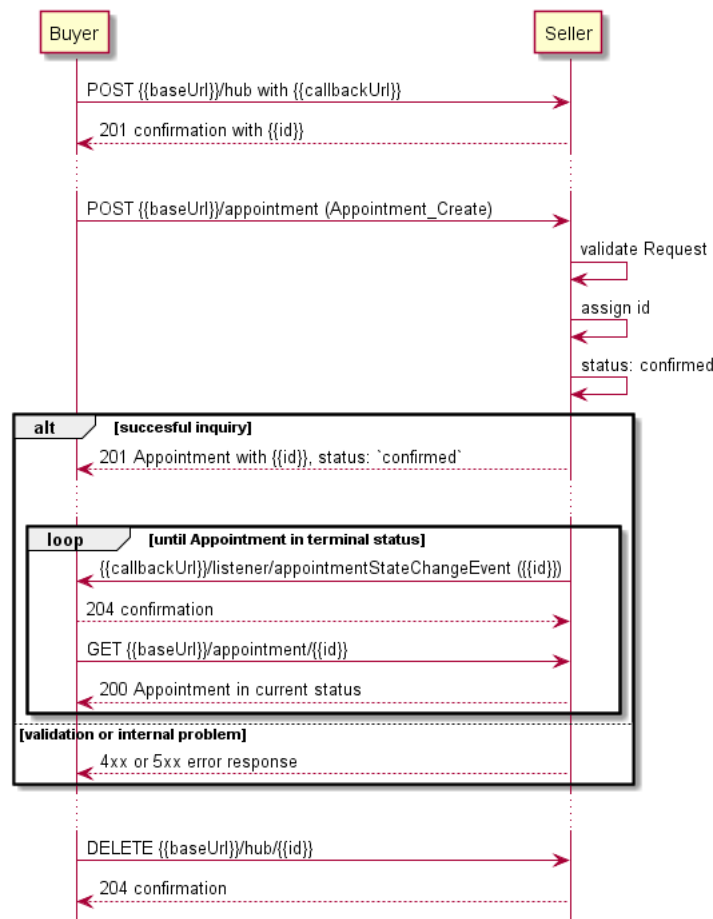 Buyer
Seller
POST {{baseUrl}}/hub with {{callbackUrl}}
201 confirmation with {{id}}
POST {{baseUrl}}/appointment (Appointment_Create)
validate Request
assign id
status: confirmed
alt [succesful inquiry]
201 Appointment with {{id}}, status: `confirmed`
loop [until Appointment in terminal status]
{{callbackUrl}}/listener/appointmentStateChangeEvent ({{id}})
204 confirmation
GET {{baseUrl}}/appointment/{{id}}
200 Appointment in current status
[validation or internal problem]
4xx or 5xx error response
DELETE {{baseUrl}}/hub/{{id}}
204 confirmation